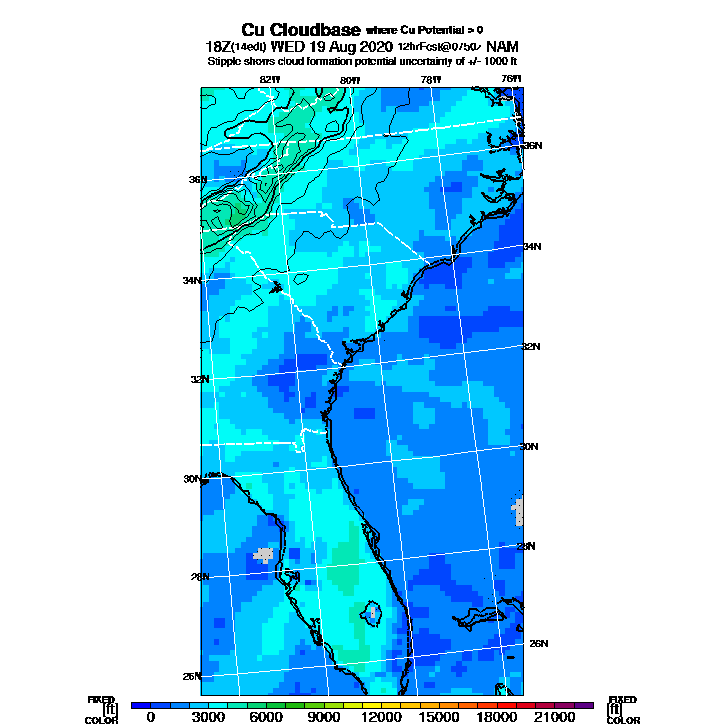 Cu Cloudbase where Cu Potential > 0
18Z(14edt) WED 19 Aug 2020 12hrFcst@0750z NAM
Stipple shows cloud formation potential uncertainty of +/- 1000 ft
82W 80W 78W 76W
36N
36N
34N
34N
32N
32N
30N
30N
28N
28N
26N
26N
FIXED FIXED
[ft] [ft]
COLOR COLOR
0 3000 6000 9000 12000 15000 18000 21000